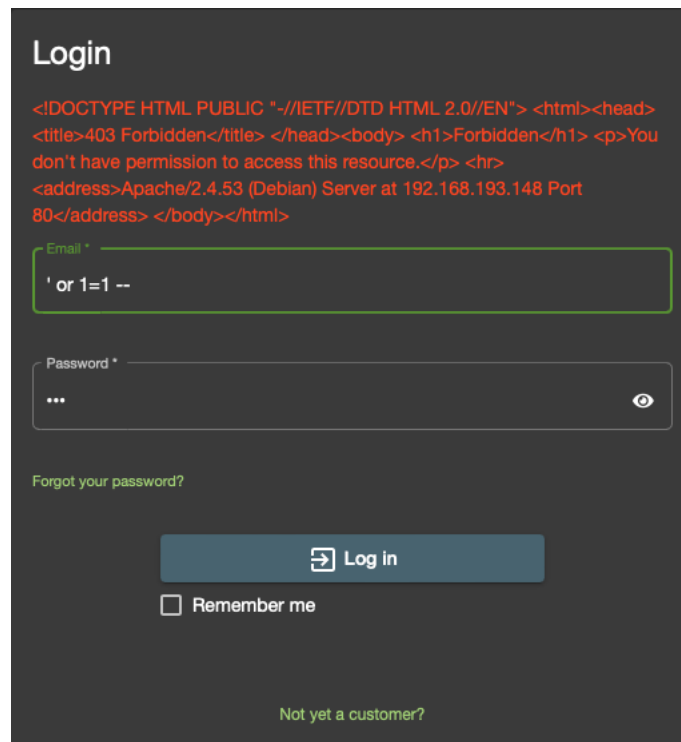 Login
<!DOCTYPE HTML PUBLIC "-//IETF//DTD HTML 2.0//EN"> <html><head>
<title>403 Forbidden</title> </head><body> <h1>Forbidden</h1> <p>You
don't have permission to access this resource.</p> <hr>
<address>Apache/2.4.53 (Debian) Server at 192.168.193.148 Port
80</address> </body></html>
Email *
' or 1=1 --
Password *
•••
Forgot your password?
Log in
Remember me
Not yet a customer?